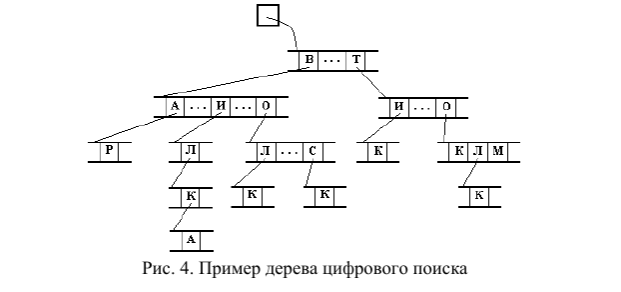 В ... Т
А ... И ... О
И ... О
Р
Л
Л ... С
К
К Л М
К
К
К
К
А
Рис. 4. Пример дерева цифрового поиска